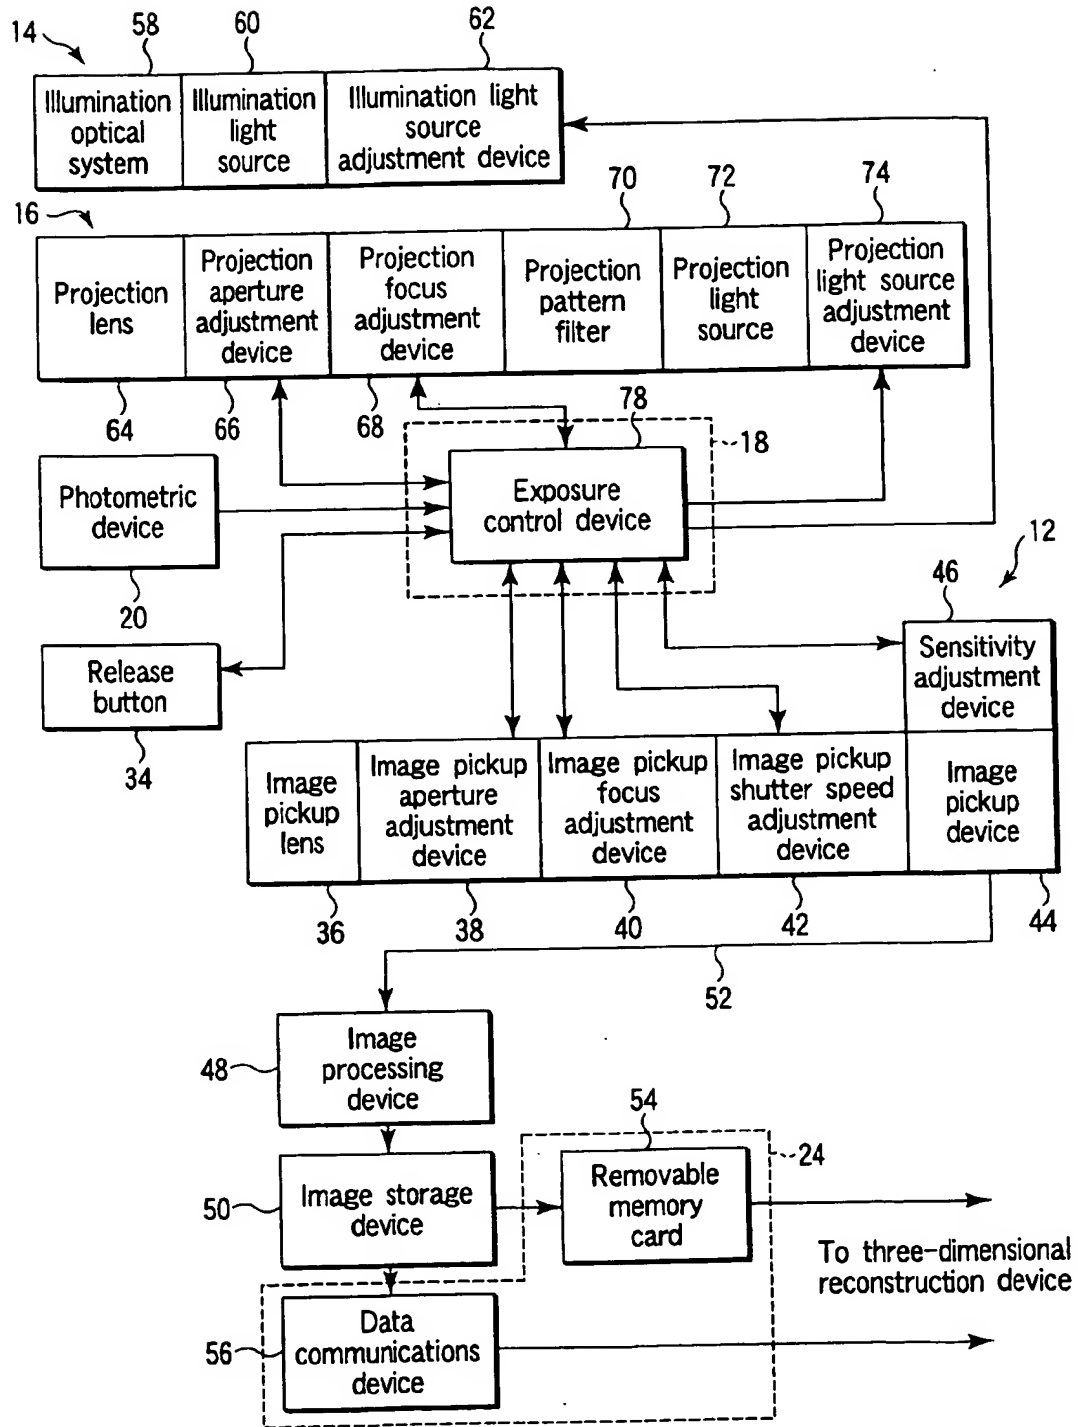 14
58
60
62
Illumination
optical
system
Illumination
light
source
Illumination light
source
adjustment device
16
70
72
74
Projection
lens
Projection
aperture
adjustment
device
Projection
focus
adjustment
device
Projection
pattern
filter
Projection
light
source
Projection
light source
adjustment
device
64
66
68
78
18
Photometric
device
20
Exposure
control device
12
46
Release
button
34
Sensitivity
adjustment
device
Image
pickup
lens
Image pickup
aperture
adjustment
device
Image pickup
focus
adjustment
device
Image pickup
shutter speed
adjustment
device
Image
pickup
device
36
38
40
42
44
52
48
Image
processing
device
54
24
50
Image storage
device
Removable
memory
card
To three-dimensional
reconstruction device
56
Data
communications
device